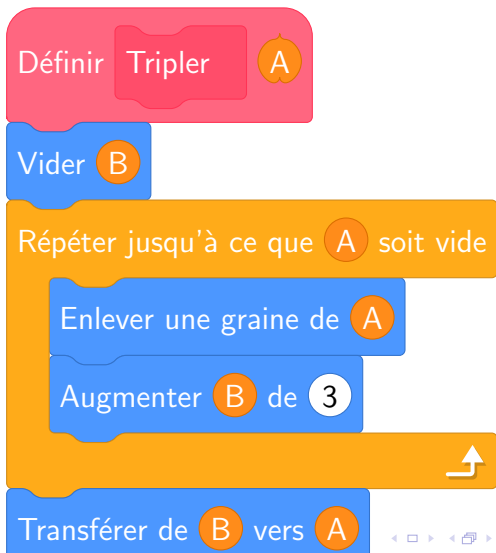 Définir Tripler A
Vider B
Répéter jusqu'à ce que A soit vide
Enlever une graine de A
Augmenter B de 3
Transférer de B vers A